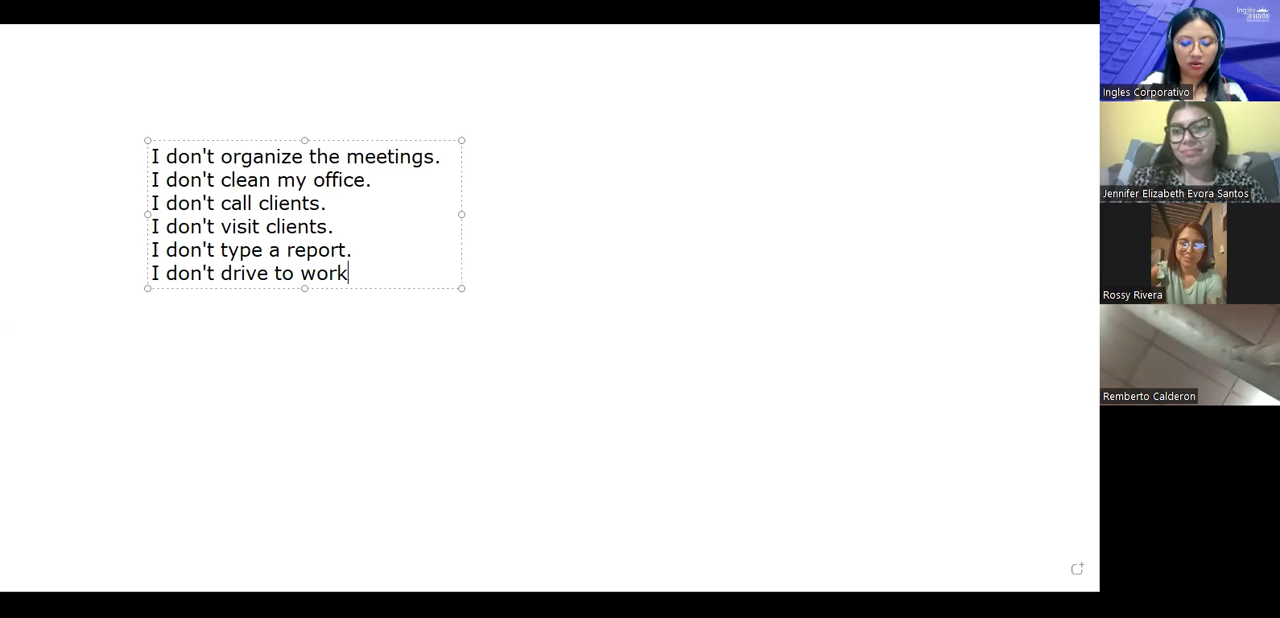 I don't organize the meetings.
I don't clean my office.
I don't call clients.
I don't visit clients.
I don't type a report.
I don't drive to work
Ingles
Ingles Corporativo
Jennifer Elizabeth Evora Santos
Rossy Rivera
Remberto Calderon